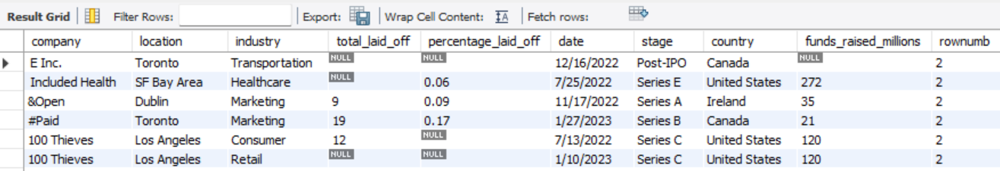 Result Grid Filter Rows: Export: Wrap Cell Content: IA Fetch rows:
company location industry total_laid_off percentage_laid_off date stage country funds_raised_millions rownumb
E Inc. Toronto Transportation NULL NULL 12/16/2022 Post-IPO Canada NULL 2
Included Health SF Bay Area Healthcare NULL 0.06 7/25/2022 Series E United States 272 2
&Open Dublin Marketing 9 0.09 11/17/2022 Series A Ireland 35 2
#Paid Toronto Marketing 19 0.17 1/27/2023 Series B Canada 21 2
100 Thieves Los Angeles Consumer 12 NULL 7/13/2022 Series C United States 120 2
100 Thieves Los Angeles Retail NULL NULL 1/10/2023 Series C United States 120 2